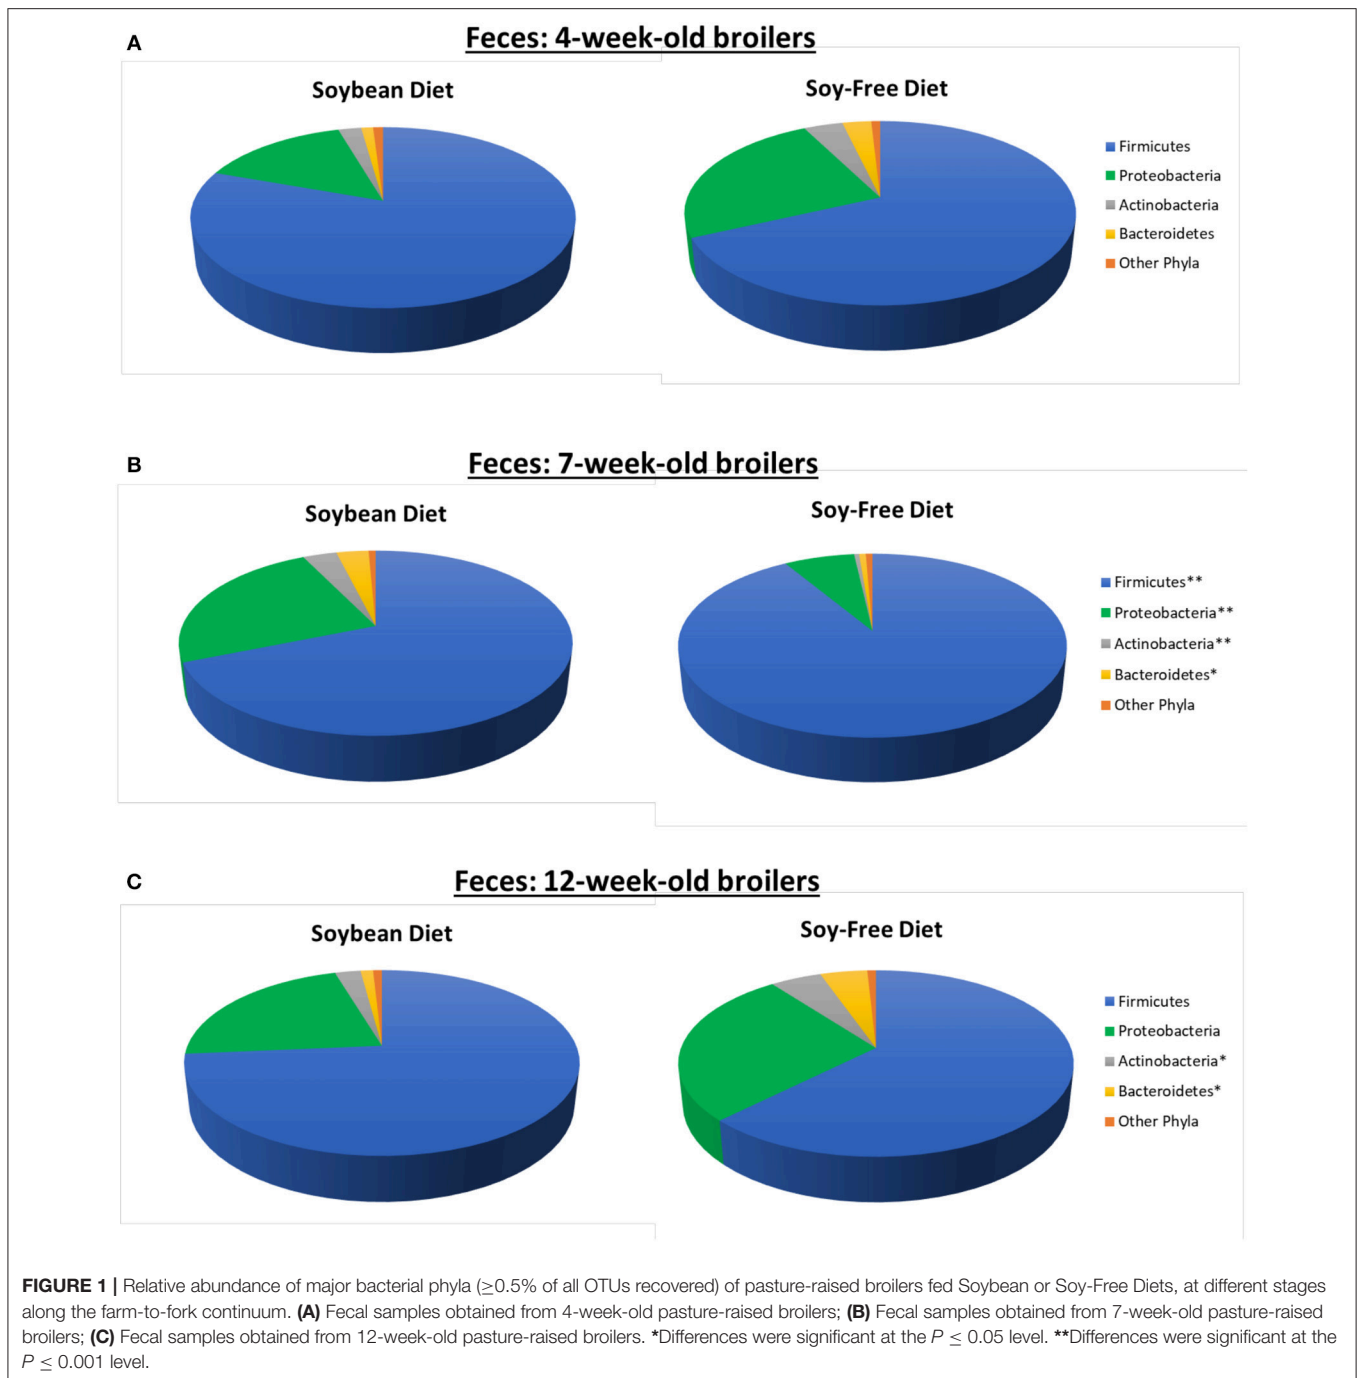 A
Feces: 4-week-old broilers
Soybean Diet
Soy-Free Diet
Firmicutes
Proteobacteria
Actinobacteria
Bacteroidetes
Other Phyla
B
Feces: 7-week-old broilers
Soybean Diet
Soy-Free Diet
Firmicutes**
Proteobacteria**
Actinobacteria**
Bacteroidetes*
Other Phyla
C
Feces: 12-week-old broilers
Soybean Diet
Soy-Free Diet
Firmicutes
Proteobacteria
Actinobacteria*
Bacteroidetes*
Other Phyla
FIGURE 1 | Relative abundance of major bacterial phyla (≥0.5% of all OTUs recovered) of pasture-raised broilers fed Soybean or Soy-Free Diets, at different stages
along the farm-to-fork continuum. (A) Fecal samples obtained from 4-week-old pasture-raised broilers; (B) Fecal samples obtained from 7-week-old pasture-raised
broilers; (C) Fecal samples obtained from 12-week-old pasture-raised broilers. *Differences were significant at the P ≤ 0.05 level. **Differences were significant at the
P ≤ 0.001 level.